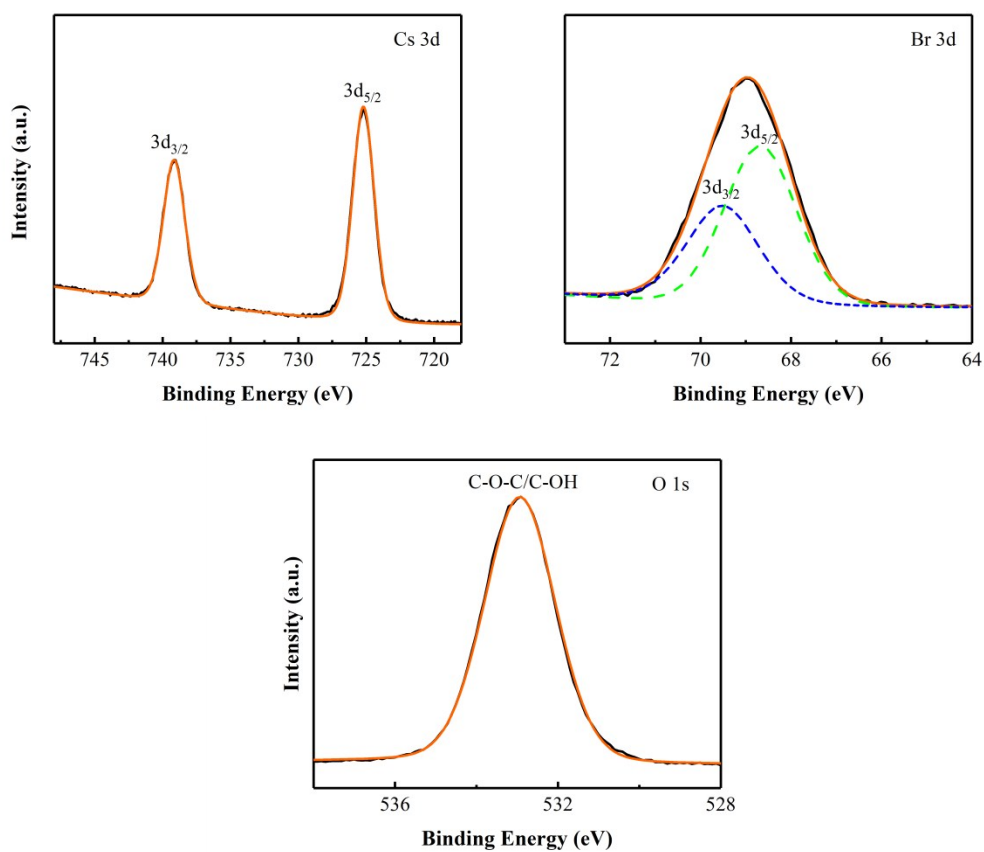 Cs 3d
3d5/2
3d3/2
Intensity (a.u.)
745 740 735 730 725 720
Binding Energy (eV)
Br 3d
3d5/2
3d3/2
72 70 68 66 64
Binding Energy (eV)
C-O-C/C-OH
O 1s
Intensity (a.u.)
536 532 528
Binding Energy (eV)